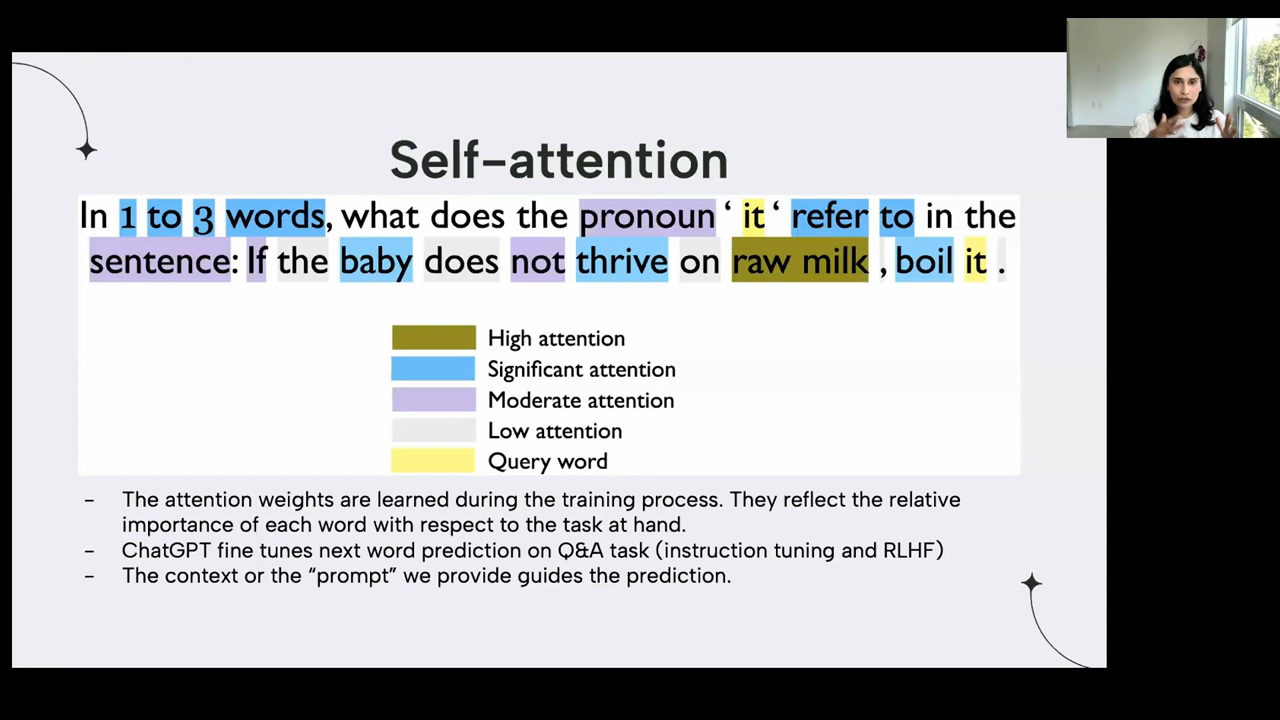 Self-attention
In 1 to 3 words, what does the pronoun ‘ it ‘ refer to in the
sentence: If the baby does not thrive on raw milk , boil it .
High attention
Significant attention
Moderate attention
Low attention
Query word
- The attention weights are learned during the training process. They reflect the relative
importance of each word with respect to the task at hand.
- ChatGPT fine tunes next word prediction on Q&A task (instruction tuning and RLHF)
- The context or the “prompt” we provide guides the prediction.